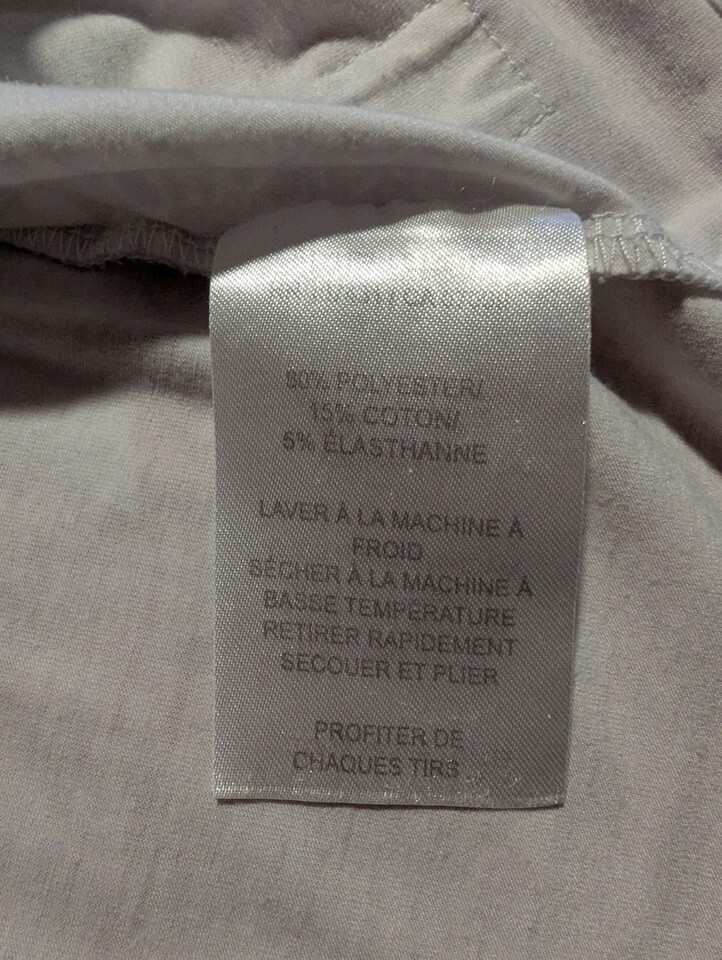 80% POLYESTER/
15% COTON/
5% ÉLASTHANNE
LAVER À LA MACHINE À
FROID
SÉCHER À LA MACHINE À
BASSE TEMPÉRATURE
RETIRER RAPIDEMENT
SECOUER ET PLIER
PROFITER DE
CHAQUES TIRS